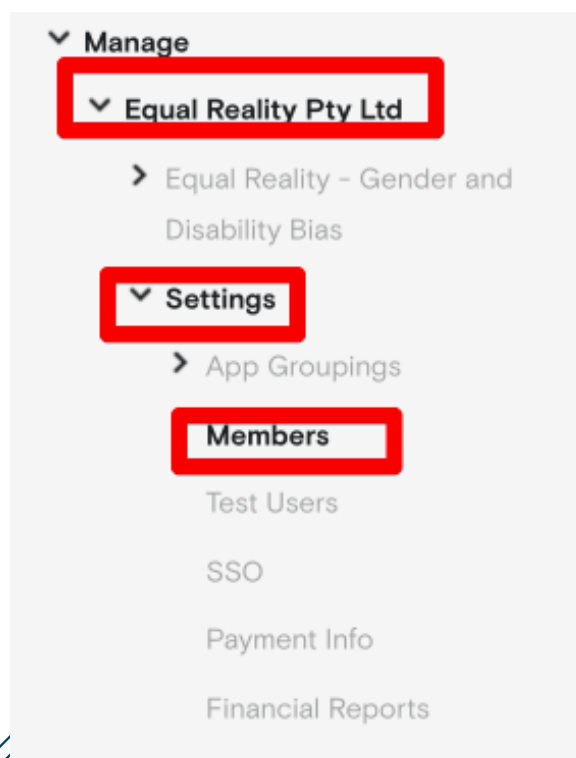 Manage
Equal Reality Pty Ltd
Equal Reality - Gender and
Disability Bias
Settings
App Groupings
Members
Test Users
SSO
Payment Info
Financial Reports